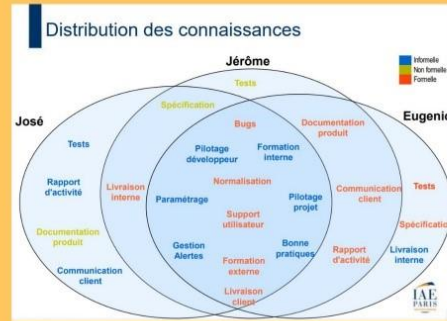 Distribution des connaissances
Jérôme
Informelle
Non formelle
Formelle
Tests
Spécification
José
Eugenio
Bugs
Documentation
produit
Tests
Pilotage
développeur
Formation
interne
Rapport
d'activité
Livraison
interne
Normalisation
Communication
client
Tests
Paramétrage
Pilotage
projet
Support
utilisateur
Spécification
Documentation
produit
Gestion
Alertes
Bonne
pratiques
Rapport
d'activité
Livraison
interne
Communication
client
Formation
externe
Livraison
client
IAE
PARIS